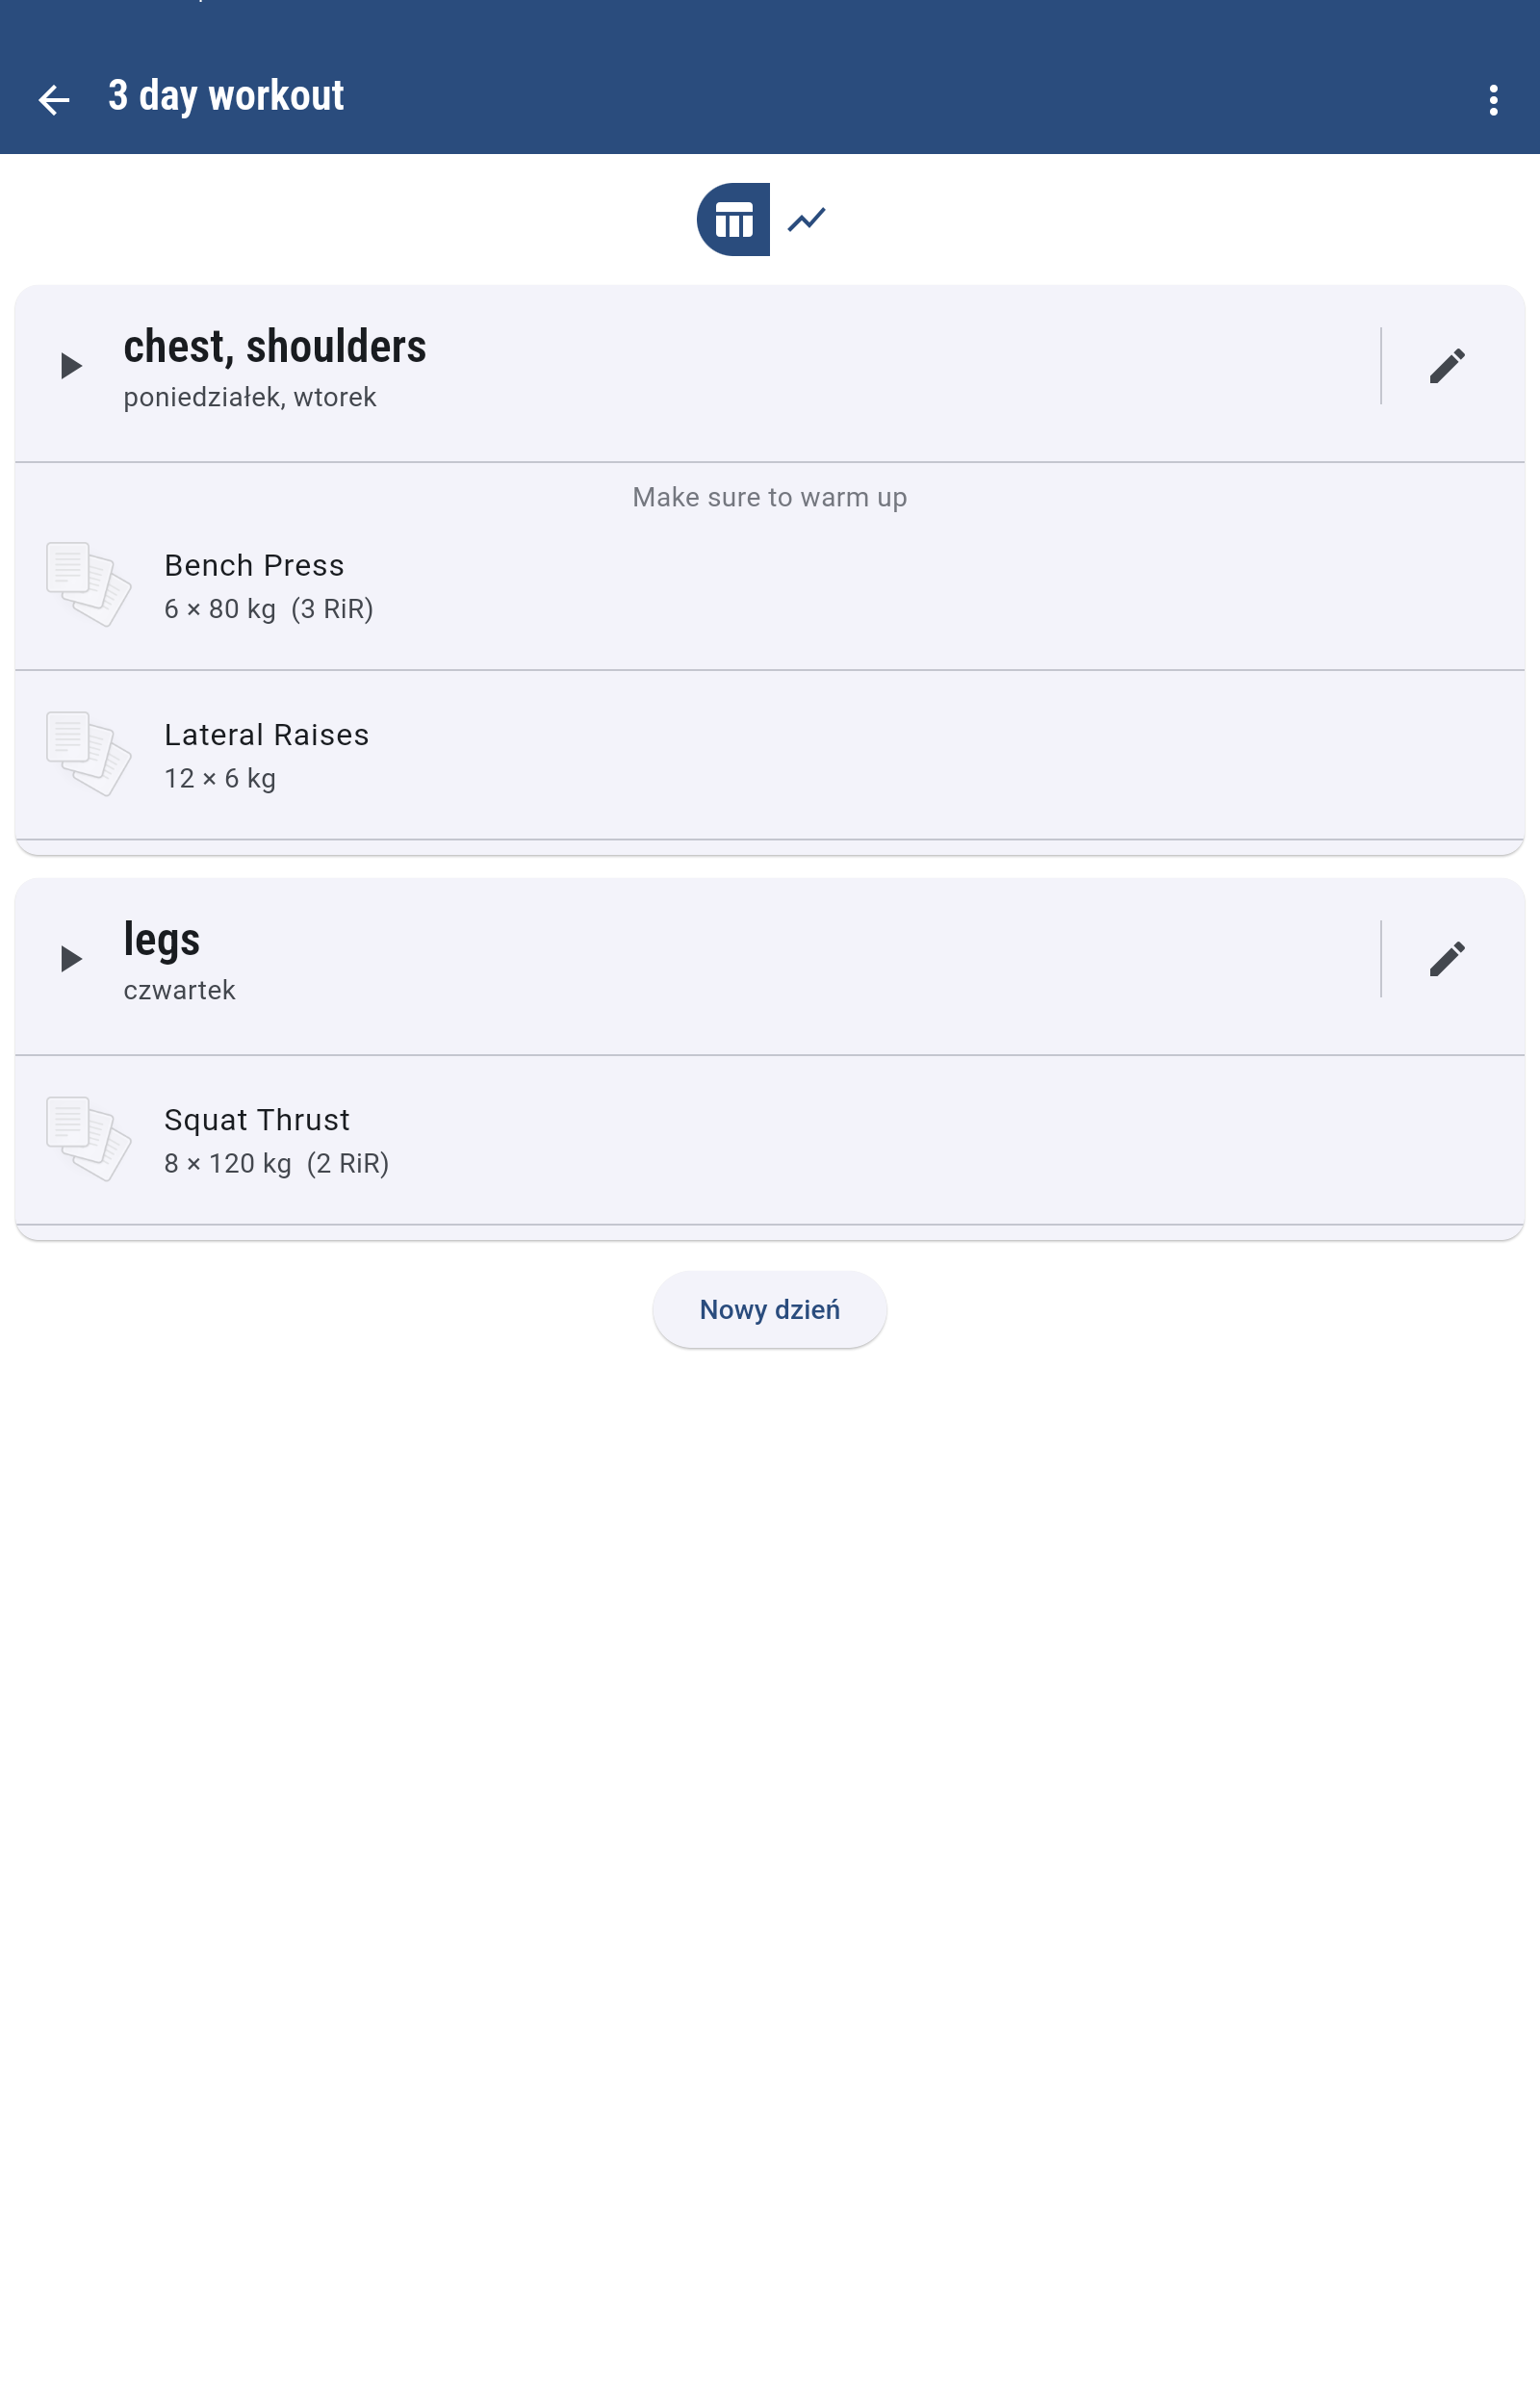 3 day workout
chest, shoulders
poniedziałek, wtorek
Make sure to warm up
Bench Press
6 × 80 kg (3 RiR)
Lateral Raises
12 × 6 kg
legs
czwartek
Squat Thrust
8 × 120 kg (2 RiR)
Nowy dzień